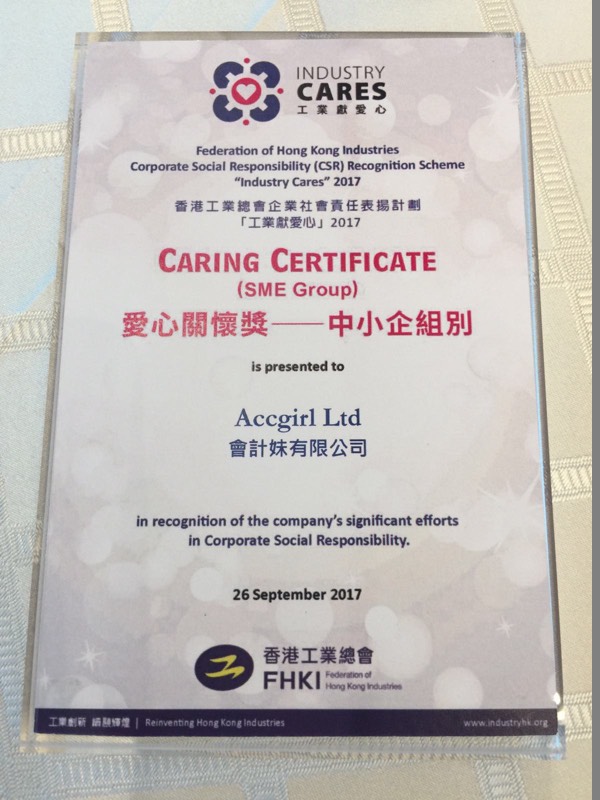 INDUSTRY
CARES
工業獻愛心
Federation of Hong Kong Industries
Corporate Social Responsibility (CSR) Recognition Scheme
“Industry Cares” 2017
香港工業總會企業社會責任表揚計劃
「工業獻愛心」2017
CARING CERTIFICATE
(SME Group)
愛心關懷獎——中小企組別
is presented to
Accgirl Ltd
會計妹有限公司
in recognition of the company’s significant efforts
in Corporate Social Responsibility.
26 September 2017
香港工業總會
FHKI Federation of
Hong Kong Industries
工業創新 續融輝煌 | Reinventing Hong Kong Industries
www.industryhk.org